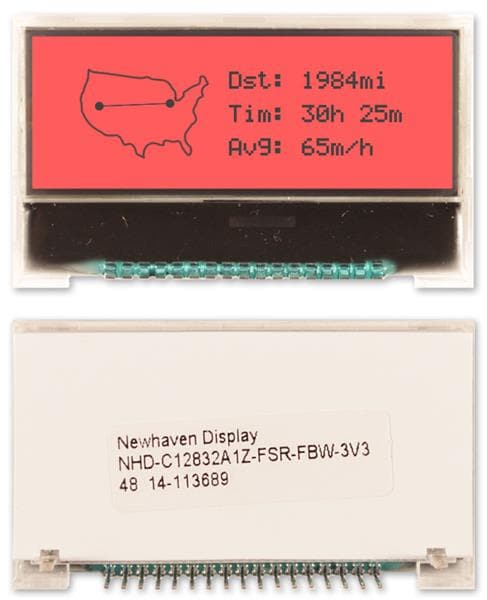 Dst: 1984mi
Tim: 30h 25m
Avg: 65m/h
Newhaven Display
NHD-C12832A1Z-FSR-FBW-3V3
48 14-113689